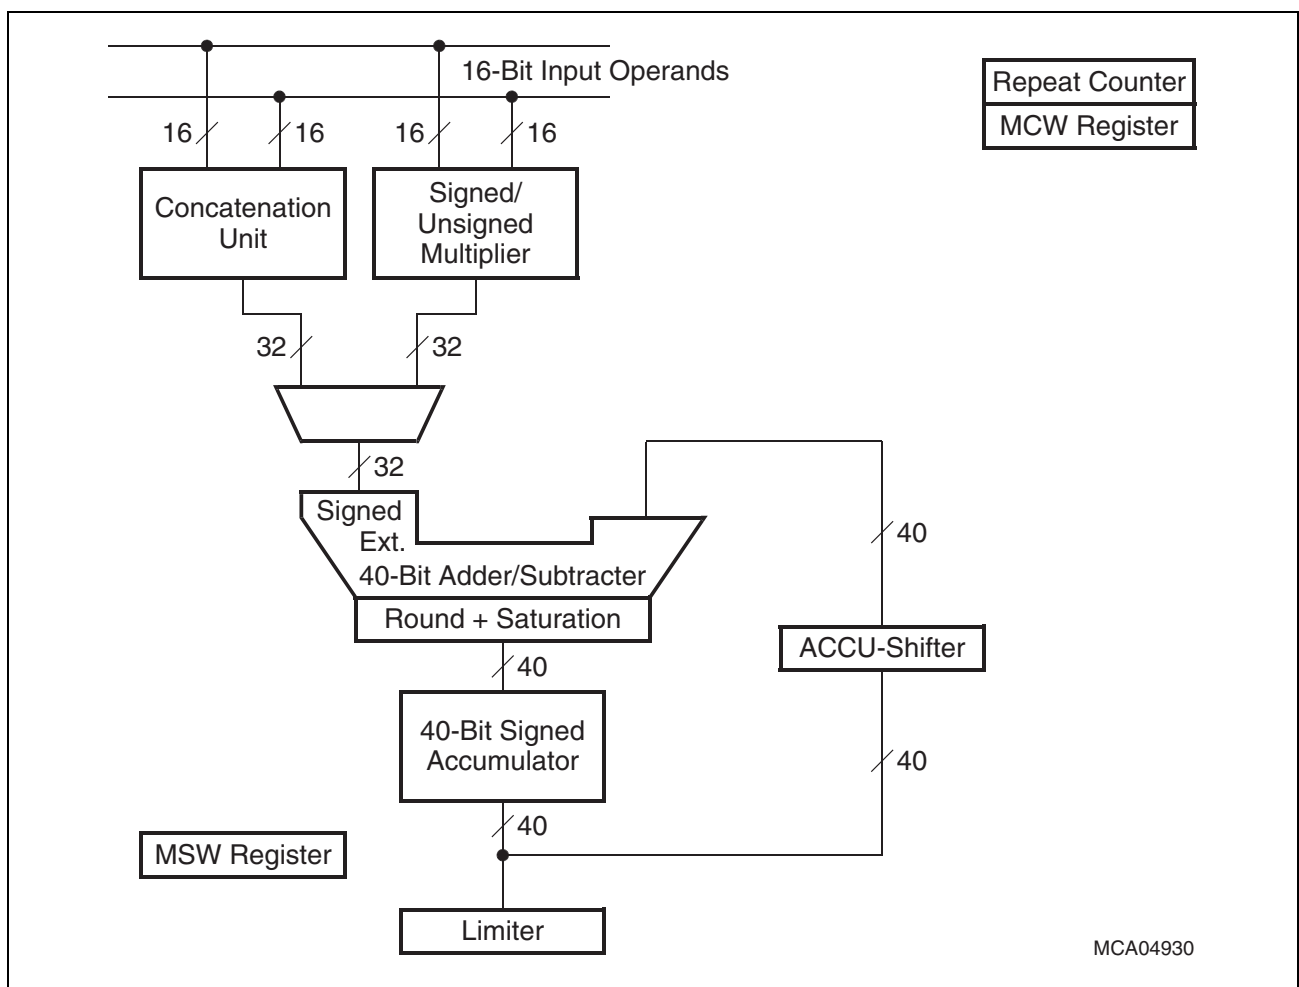 16-Bit Input Operands
Repeat Counter
MCW Register
16
16
16
16
Concatenation
Unit
Signed/
Unsigned
Multiplier
32
32
32
Signed
Ext.
40-Bit Adder/Subtracter
Round + Saturation
40
ACCU-Shifter
40
40-Bit Signed
Accumulator
40
40
MSW Register
Limiter
MCA04930